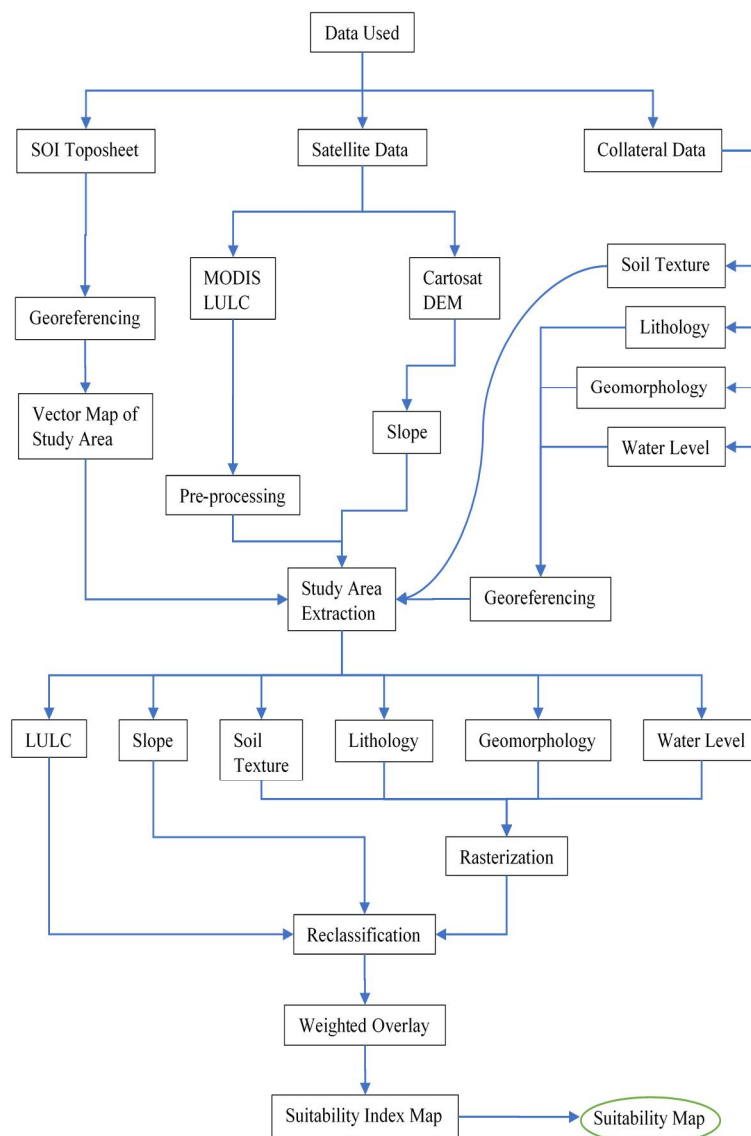 Data Used
SOI Toposheet
Satellite Data
Collateral Data
MODIS
LULC
Cartosat
DEM
Soil Texture
Georeferencing
Lithology
Geomorphology
Vector Map of
Study Area
Slope
Water Level
Pre-processing
Study Area
Extraction
Georeferencing
LULC
Slope
Soil
Texture
Lithology
Geomorphology
Water Level
Rasterization
Reclassification
Weighted Overlay
Suitability Index Map
Suitability Map